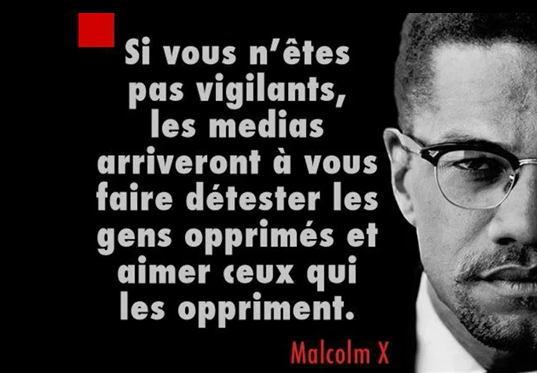 Si vous n’êtes
pas vigilants,
les medias
arriveront à vous
faire détester les
gens opprimés et
aimer ceux qui
les oppriment.
Malcolm X